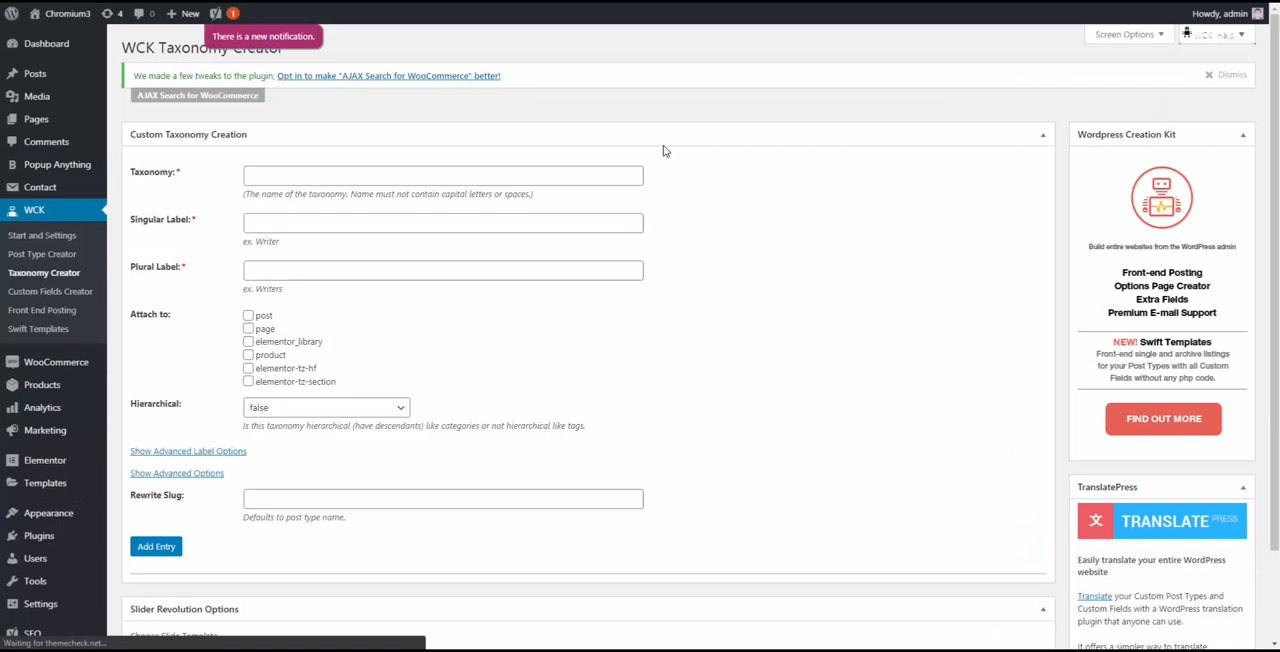 Chromium3
4
0
New
1
Howdy, admin
There is a new notification.
WCK Taxonomy Creator
Screen Options
WCK Help
We made a few tweaks to the plugin, Opt in to make "AJAX Search for WooCommerce" better!
Dismiss
AJAX Search for WooCommerce
Dashboard
Posts
Media
Pages
Comments
Popup Anything
Contact
WCK
Start and Settings
Post Type Creator
Taxonomy Creator
Custom Fields Creator
Front End Posting
Swift Templates
WooCommerce
Products
Analytics
Marketing
Elementor
Templates
Appearance
Plugins
Users
Tools
Settings
SEO
Waiting for themecheck.net...
Custom Taxonomy Creation
Taxonomy:*
(The name of the taxonomy. Name must not contain capital letters or spaces.)
Singular Label:*
ex. Writer
Plural Label:*
ex. Writers
Attach to:
post
page
elementor_library
product
elementor-tz-hf
elementor-tz-section
Hierarchical:
false
Is this taxonomy hierarchical (have descendants) like categories or not hierarchical like tags.
Show Advanced Label Options
Show Advanced Options
Rewrite Slug:
Defaults to post type name.
Add Entry
Slider Revolution Options
Choose Slide Template
Wordpress Creation Kit
Build entire websites from the WordPress admin
Front-end Posting
Options Page Creator
Extra Fields
Premium E-mail Support
NEW! Swift Templates
Front-end single and archive listings
for your Post Types with all Custom
Fields without any php code.
FIND OUT MORE
TranslatePress
文 TRANSLATE PRESS
Easily translate your entire WordPress
website
Translate your Custom Post Types and
Custom Fields with a WordPress translation
plugin that anyone can use.
It offers a simpler way to translate